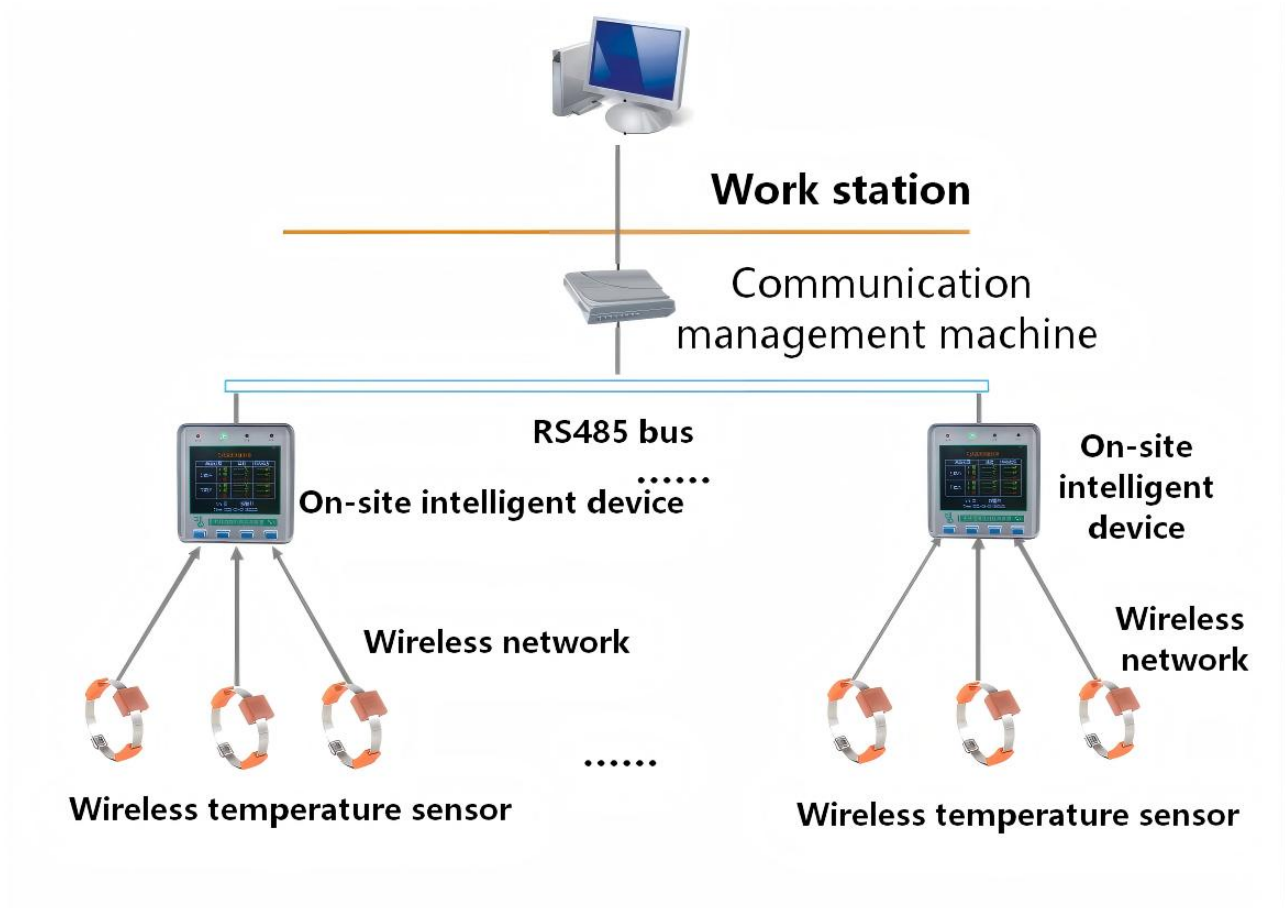 Work station
Communication
management machine
RS485 bus
......
On-site intelligent device
On-site
intelligent
device
Wireless network
Wireless
network
......
Wireless temperature sensor
Wireless temperature sensor